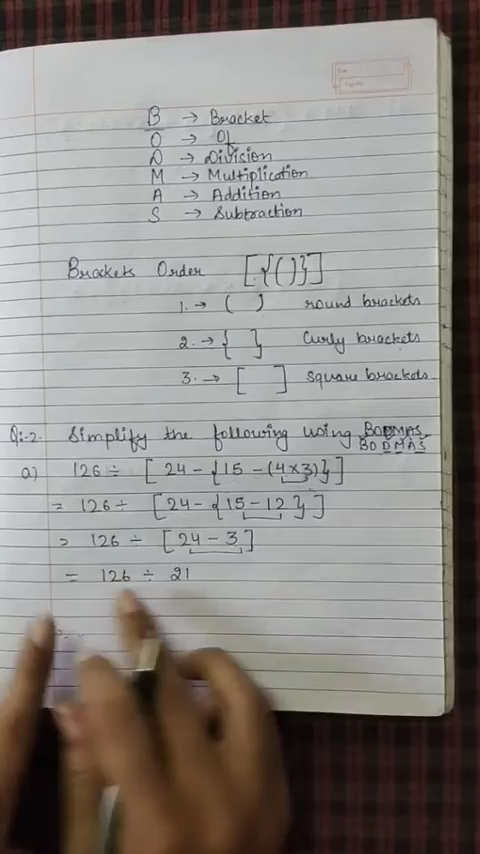 B → Bracket
O → Of
D → Division
M → Multiplication
A → Addition
S → Subtraction
Brackets Order [{()}]
1. → ( ) round brackets
2. → { } Curly brackets
3. → [ ] Square brackets
Q:-2. Simplify the following using BODMAS.
BODMAS
a) 126 ÷ [24 - {15 - (4×3)}]
= 126 ÷ [24 - {15 - 12}]
= 126 ÷ [24 - 3]
= 126 ÷ 21